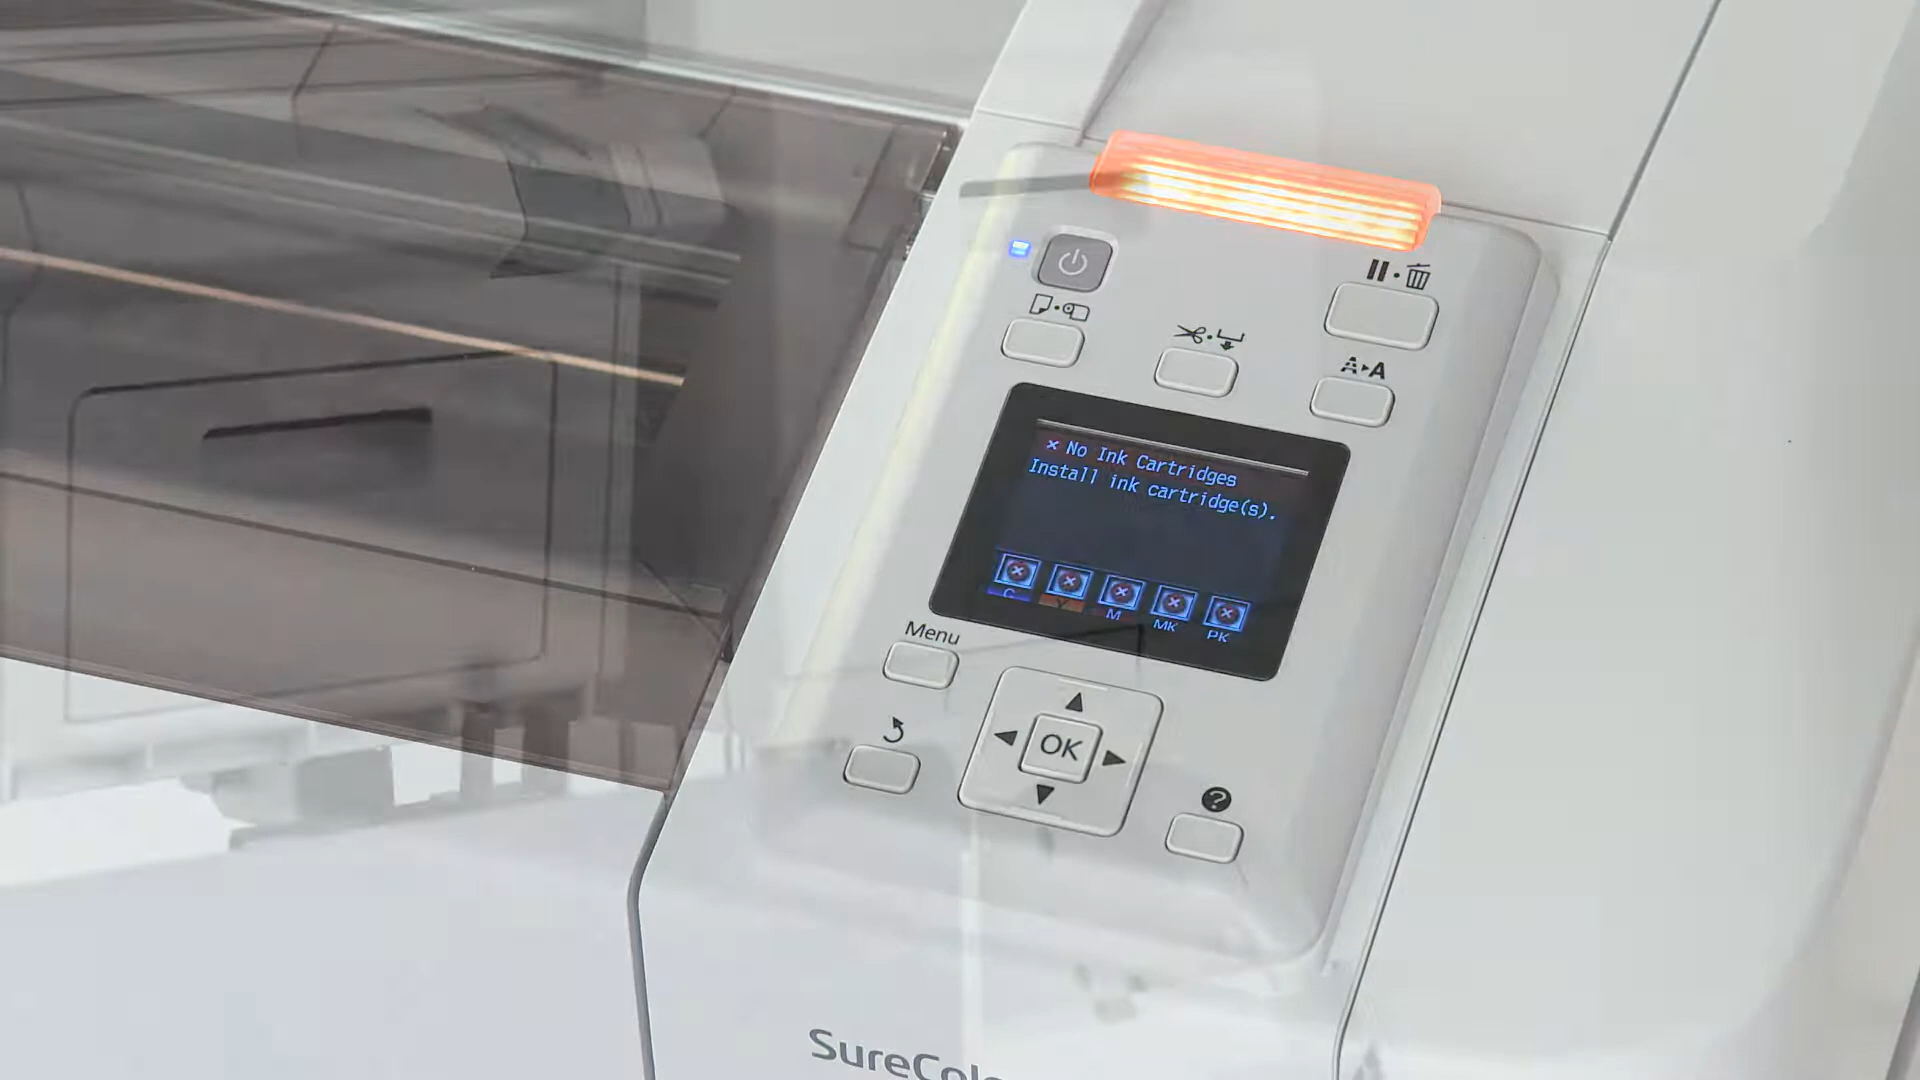 A▸A
× No Ink Cartridges
Install ink cartridge(s).
C Y M MK PK
Menu
OK
?
SureColo